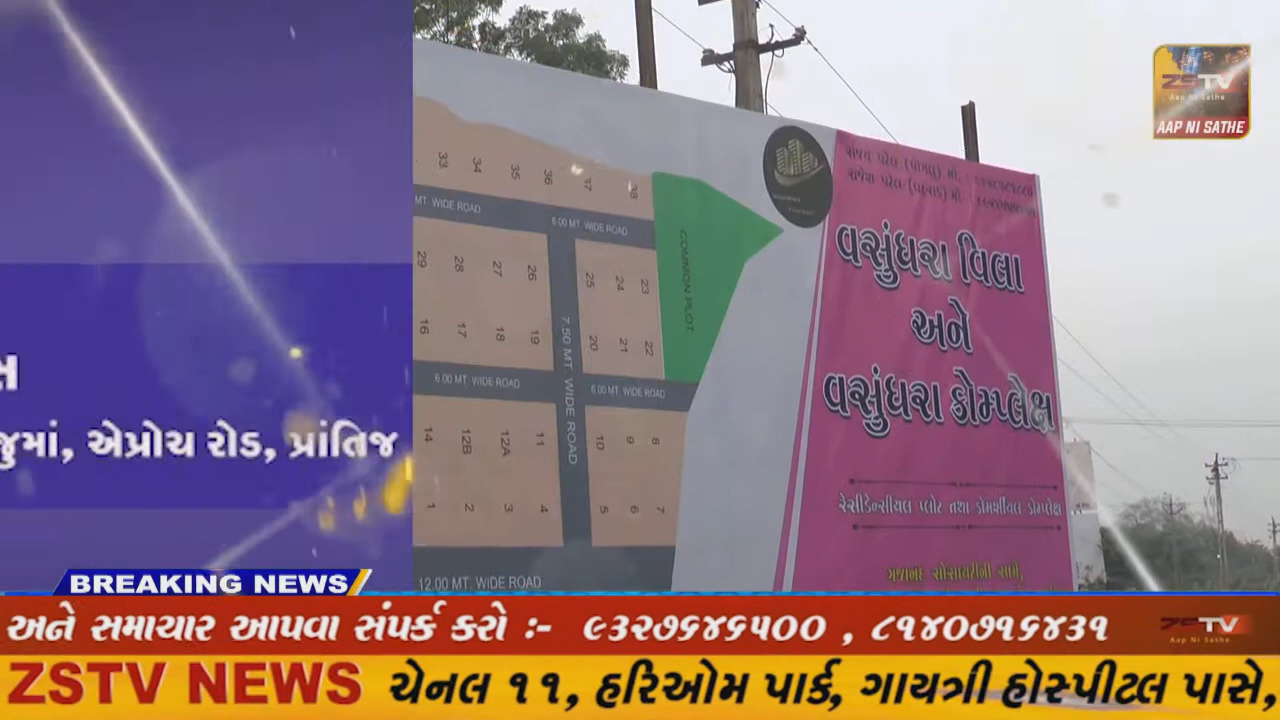 ZSTV
Aap Ni Sathe
AAP NI SATHE
33 34 35 36 37 38
MT. WIDE ROAD
6.00 MT. WIDE ROAD
COMMON PLOT
29 28 27 26 25 24 23
16 17 18 19 20 21 22
7.50 MT. WIDE ROAD
6.00 MT. WIDE ROAD
6.00 MT. WIDE ROAD
14 12B 12A 11 10 9 8
1 2 3 4 5 6 7
12.00 MT. WIDE ROAD
વસુંધરા વિલા
અને
વસુંધરા કોમ્પ્લેક્ષ
રેસીડેન્સીયલ પ્લોટ તથા કોમર્શીયલ કોમ્પ્લેક્ષ
ગજાનંદ સોસાયટીની સામે,
એપ્રોચ રોડ, પ્રાંતિજ
BREAKING NEWS
અને સમાચાર આપવા સંપર્ક કરો :- ૯૩૨૭૬૪૬૫૦૦ , ૮૧૪૦૭૧૬૪૩૧
ZSTV
Aap Ni Sathe
ZSTV NEWS ચેનલ ૧૧, હરિઓમ પાર્ક, ગાયત્રી હોસ્પીટલ પાસે,